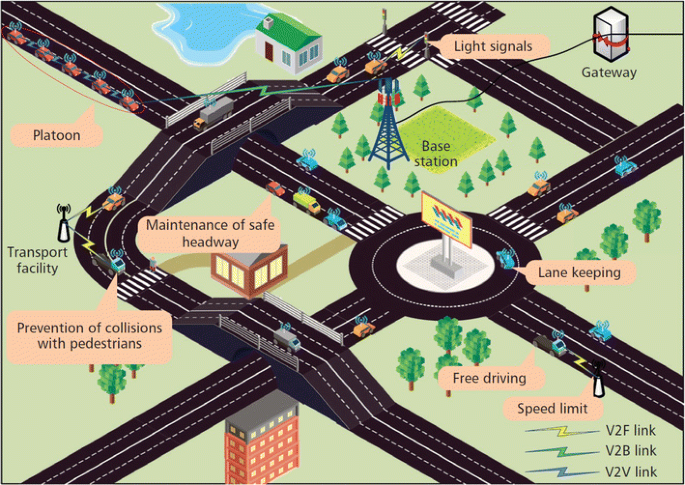 Light signals
Gateway
Platoon
Base
station
Maintenance of safe
headway
Transport
facility
Lane keeping
Prevention of collisions
with pedestrians
Free driving
Speed limit
V2F link
V2B link
V2V link